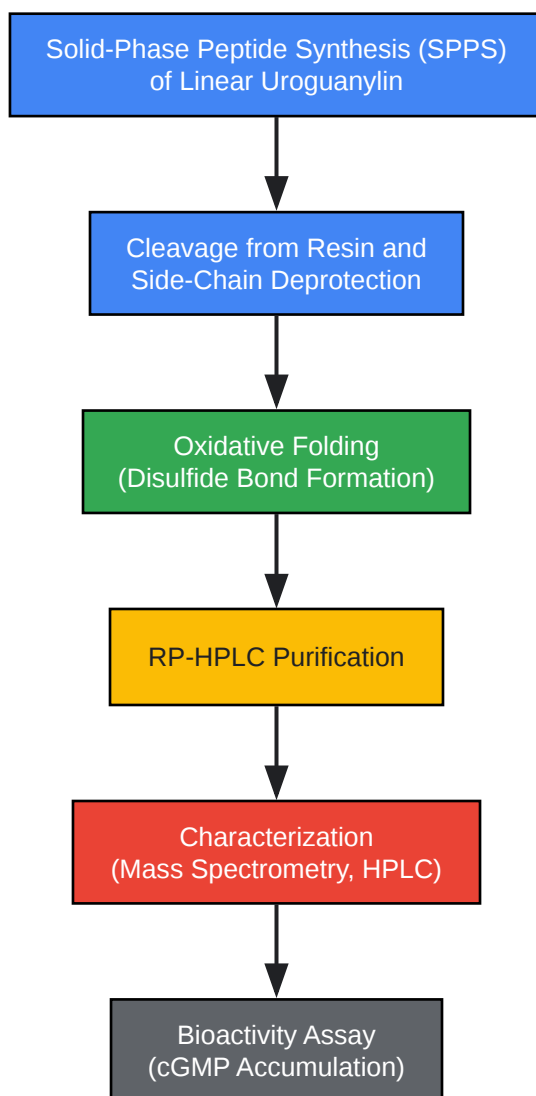 Solid-Phase Peptide Synthesis (SPPS)
of Linear Uroguanylin
Cleavage from Resin and
Side-Chain Deprotection
Oxidative Folding
(Disulfide Bond Formation)
RP-HPLC Purification
Characterization
(Mass Spectrometry, HPLC)
Bioactivity Assay
(cGMP Accumulation)